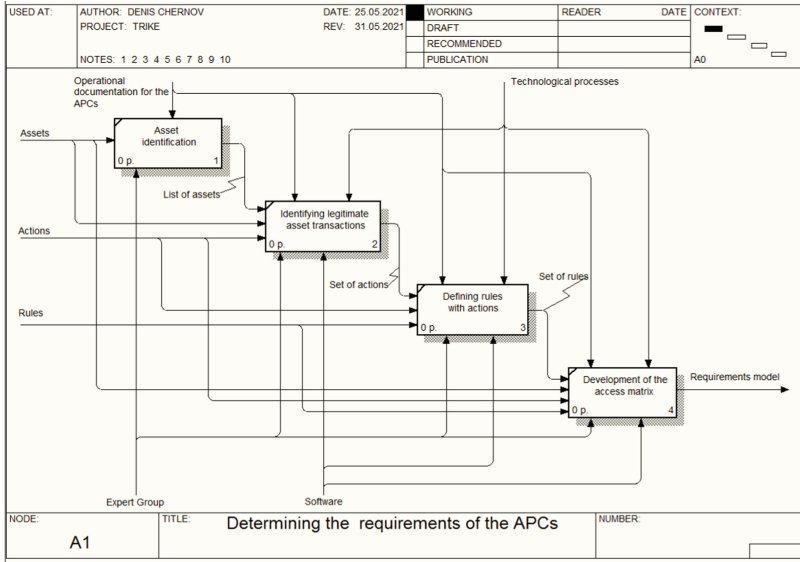 USED AT:
AUTHOR: DENIS CHERNOV
DATE: 25.05.2021
PROJECT: TRIKE
REV: 31.05.2021
NOTES: 1 2 3 4 5 6 7 8 9 10
WORKING
DRAFT
RECOMMENDED
PUBLICATION
READER
DATE
CONTEXT:
A0
Operational
documentation for the
APCs
Technological processes
Assets
Asset
identification
0 p.
1
List of assets
Actions
Identifying legitimate
asset transactions
0 p.
2
Set of actions
Set of rules
Defining rules
with actions
0 p.
3
Rules
Development of the
access matrix
0 p.
4
Requirements model
Expert Group
Software
NODE:
A1
TITLE:
Determining the requirements of the APCs
NUMBER: